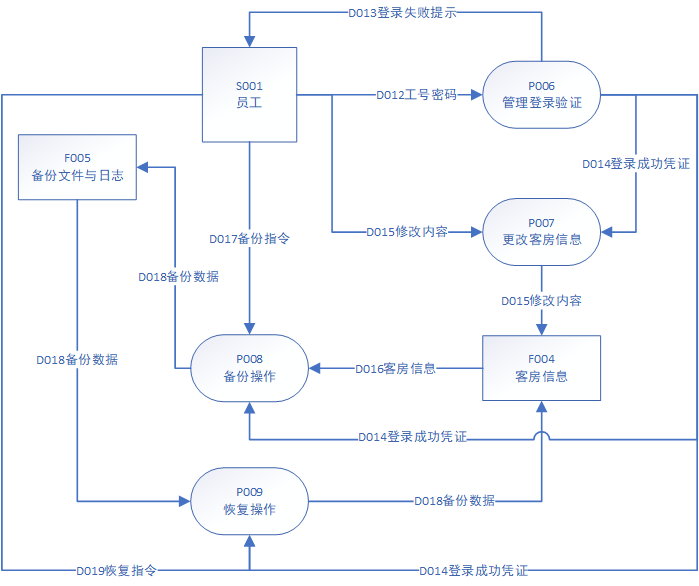 D013登录失败提示
S001
员工
D012工号密码
P006
管理登录验证
F005
备份文件与日志
D014登录成功凭证
D017备份指令
D015修改内容
P007
更改客房信息
D018备份数据
D015修改内容
D018备份数据
P008
备份操作
D016客房信息
F004
客房信息
D014登录成功凭证
P009
恢复操作
D018备份数据
D019恢复指令
D014登录成功凭证